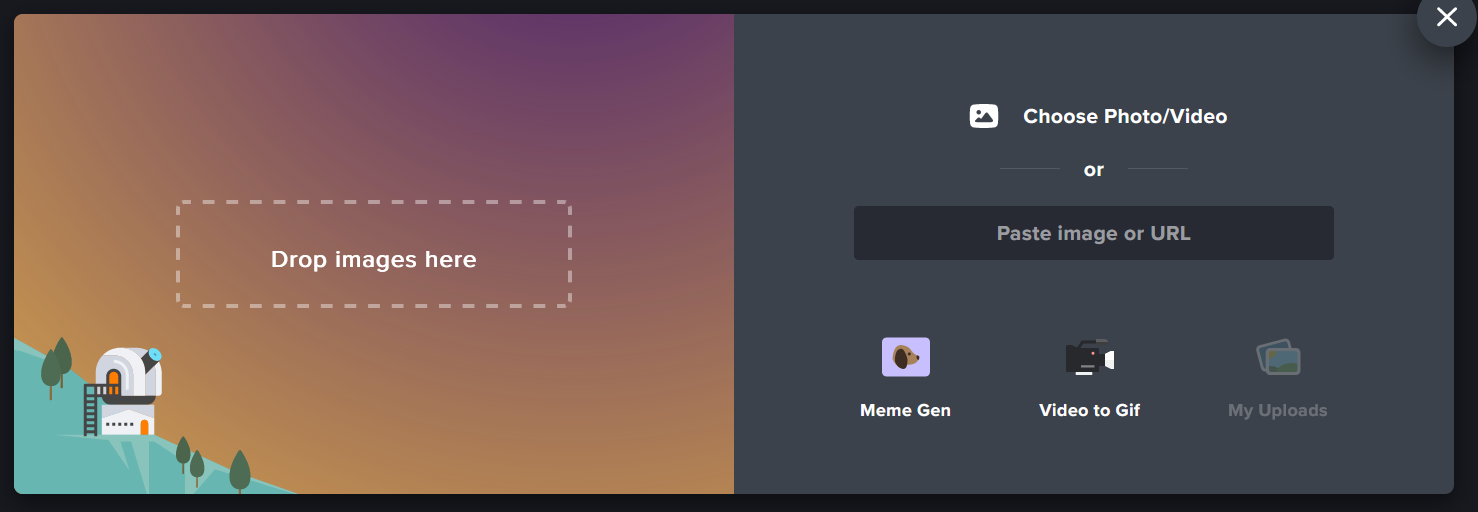 Drop images here
Choose Photo/Video
or
Paste image or URL
Meme Gen
Video to Gif
My Uploads